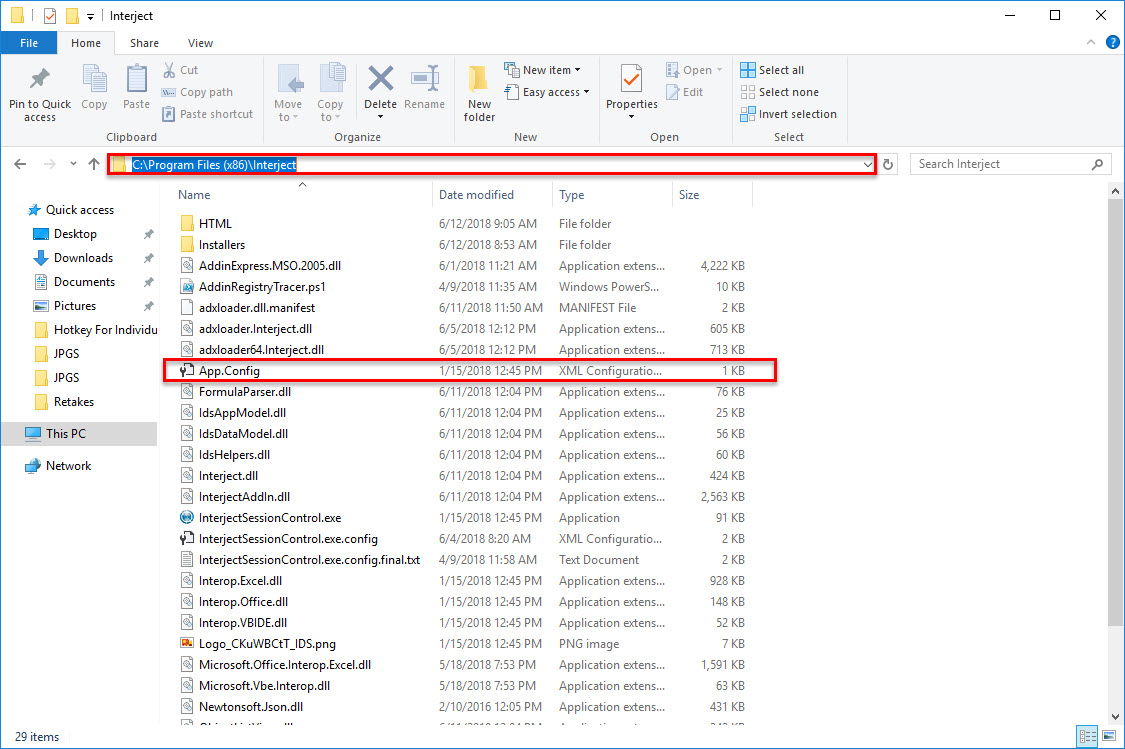 Interject
File Home Share View
Pin to Quick access
Copy
Paste
Cut
Copy path
Paste shortcut
Clipboard
Move to
Copy to
Delete
Rename
Organize
New folder
New item
Easy access
New
Properties
Open
Edit
Open
Select all
Select none
Invert selection
Select
C:\Program Files (x86)\Interject
Search Interject
Quick access
Desktop
Downloads
Documents
Pictures
Hotkey For Individu
JPGS
JPGS
Retakes
This PC
Network
Name Date modified Type Size
HTML 6/12/2018 9:05 AM File folder
Installers 6/12/2018 8:53 AM File folder
AddinExpress.MSO.2005.dll 6/1/2018 11:21 AM Application extens... 4,222 KB
AddinRegistryTracer.ps1 4/9/2018 11:35 AM Windows PowerS... 10 KB
adxloader.dll.manifest 6/11/2018 11:50 AM MANIFEST File 2 KB
adxloader.Interject.dll 6/5/2018 12:12 PM Application extens... 605 KB
adxloader64.Interject.dll 6/5/2018 12:12 PM Application extens... 713 KB
App.Config 1/15/2018 12:45 PM XML Configuratio... 1 KB
FormulaParser.dll 6/11/2018 12:04 PM Application extens... 76 KB
IdsAppModel.dll 6/11/2018 12:04 PM Application extens... 25 KB
IdsDataModel.dll 6/11/2018 12:04 PM Application extens... 56 KB
IdsHelpers.dll 6/11/2018 12:04 PM Application extens... 60 KB
Interject.dll 6/11/2018 12:04 PM Application extens... 424 KB
InterjectAddIn.dll 6/11/2018 12:04 PM Application extens... 2,563 KB
InterjectSessionControl.exe 1/15/2018 12:45 PM Application 91 KB
InterjectSessionControl.exe.config 6/4/2018 8:20 AM XML Configuratio... 2 KB
InterjectSessionControl.exe.config.final.txt 4/9/2018 11:58 AM Text Document 2 KB
Interop.Excel.dll 1/15/2018 12:45 PM Application extens... 928 KB
Interop.Office.dll 1/15/2018 12:45 PM Application extens... 148 KB
Interop.VBIDE.dll 1/15/2018 12:45 PM Application extens... 52 KB
Logo_CKuWBCtT_IDS.png 1/15/2018 12:45 PM PNG image 7 KB
Microsoft.Office.Interop.Excel.dll 5/18/2018 7:53 PM Application extens... 1,591 KB
Microsoft.Vbe.Interop.dll 5/18/2018 7:53 PM Application extens... 63 KB
Newtonsoft.Json.dll 2/10/2016 12:05 PM Application extens... 431 KB
29 items